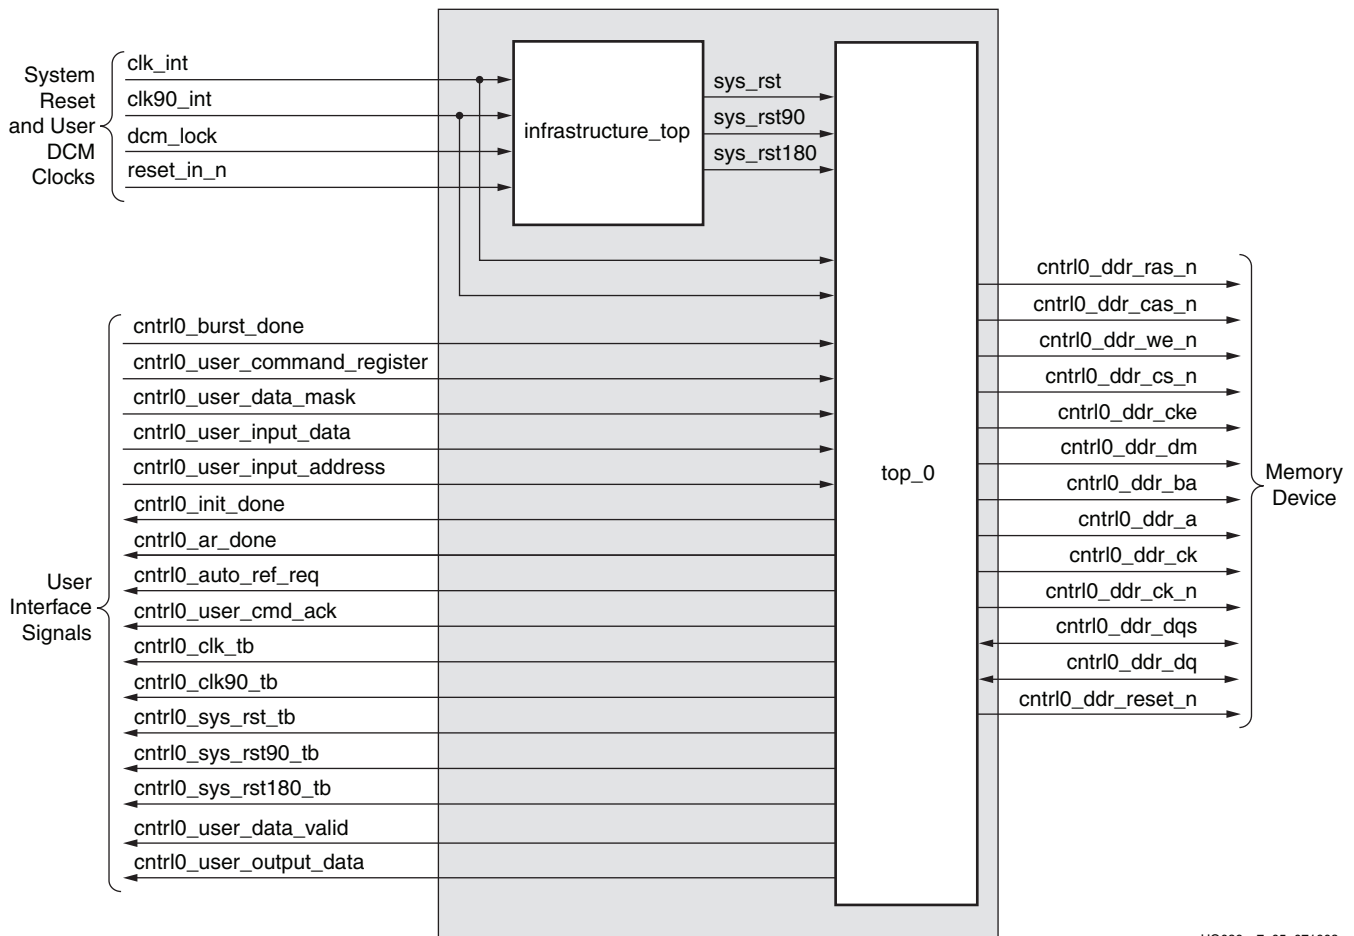 System
Reset
and User
DCM
Clocks
clk_int
clk90_int
dcm_lock
reset_in_n
infrastructure_top
sys_rst
sys_rst90
sys_rst180
User
Interface
Signals
cntrl0_burst_done
cntrl0_user_command_register
cntrl0_user_data_mask
cntrl0_user_input_data
cntrl0_user_input_address
cntrl0_init_done
cntrl0_ar_done
cntrl0_auto_ref_req
cntrl0_user_cmd_ack
cntrl0_clk_tb
cntrl0_clk90_tb
cntrl0_sys_rst_tb
cntrl0_sys_rst90_tb
cntrl0_sys_rst180_tb
cntrl0_user_data_valid
cntrl0_user_output_data
top_0
cntrl0_ddr_ras_n
cntrl0_ddr_cas_n
cntrl0_ddr_we_n
cntrl0_ddr_cs_n
cntrl0_ddr_cke
cntrl0_ddr_dm
cntrl0_ddr_ba
cntrl0_ddr_a
cntrl0_ddr_ck
cntrl0_ddr_ck_n
cntrl0_ddr_dqs
cntrl0_ddr_dq
cntrl0_ddr_reset_n
Memory
Device